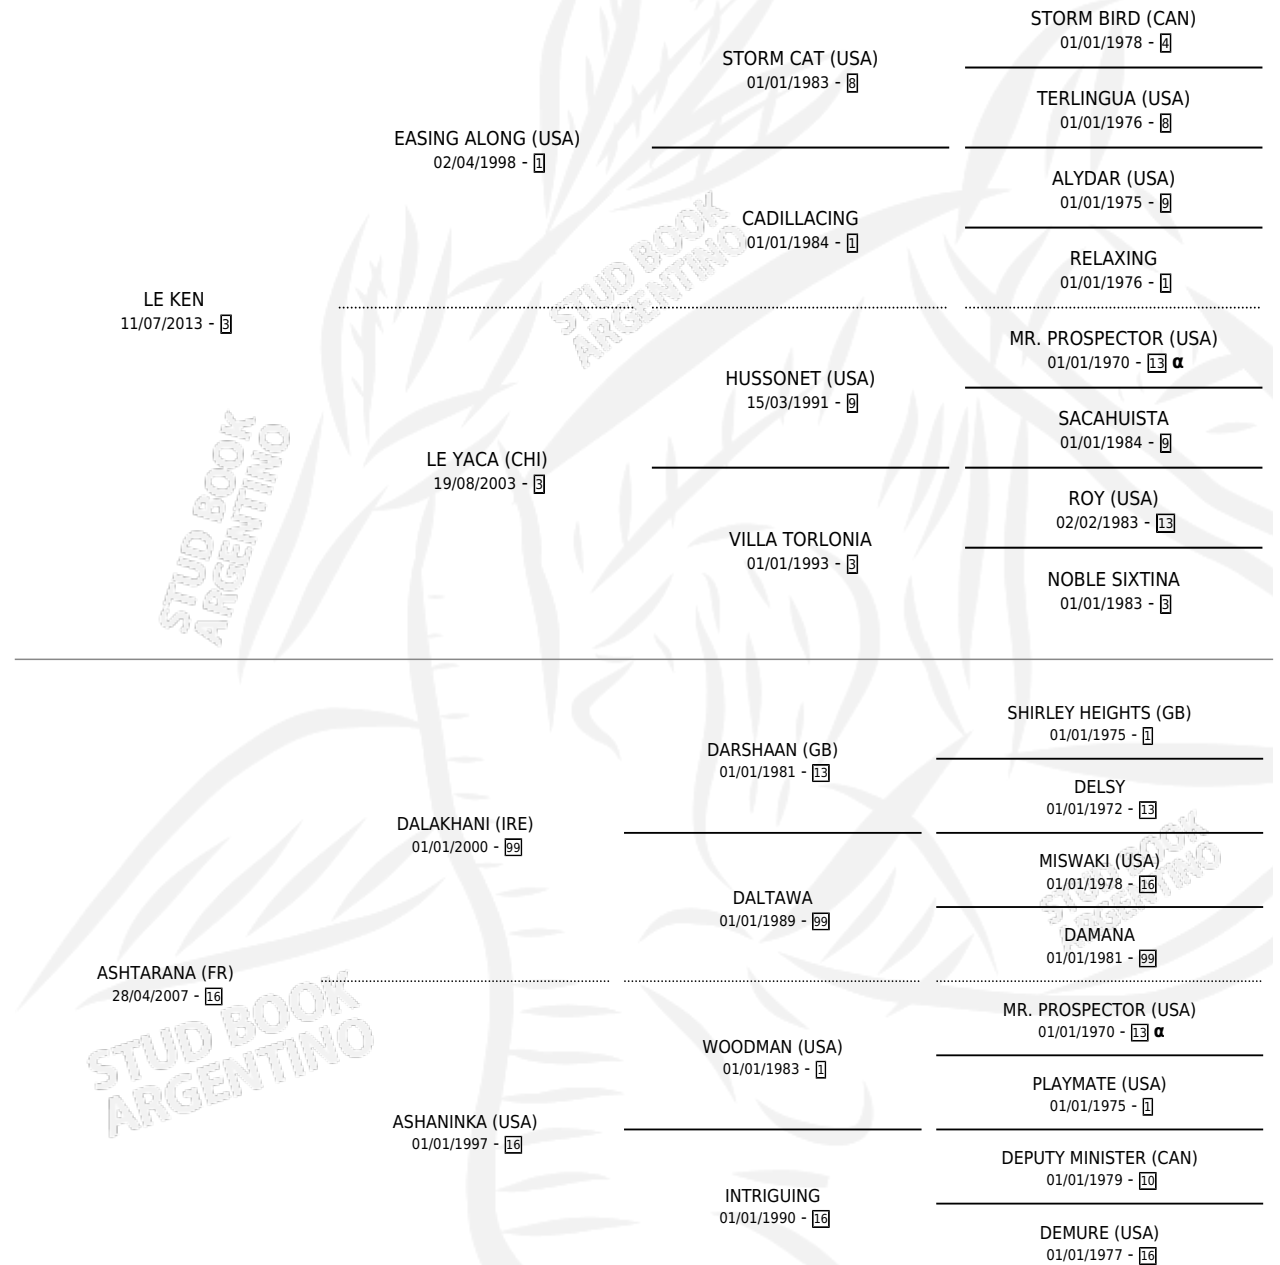 STORM BIRD (CAN)
01/01/1978 - 4
STORM CAT (USA)
01/01/1983 - 8
TERLINGUA (USA)
01/01/1976 - 8
EASING ALONG (USA)
02/04/1998 - 1
ALYDAR (USA)
01/01/1975 - 9
CADILLACING
01/01/1984 - 1
RELAXING
01/01/1976 - 1
LE KEN
11/07/2013 - 3
MR. PROSPECTOR (USA)
01/01/1970 - 13 α
HUSSONET (USA)
15/03/1991 - 9
SACAHUISTA
01/01/1984 - 9
LE YACA (CHI)
19/08/2003 - 3
ROY (USA)
02/02/1983 - 13
VILLA TORLONIA
01/01/1993 - 3
NOBLE SIXTINA
01/01/1983 - 3
SHIRLEY HEIGHTS (GB)
01/01/1975 - 1
DARSHAAN (GB)
01/01/1981 - 13
DELSY
01/01/1972 - 13
DALAKHANI (IRE)
01/01/2000 - 99
MISWAKI (USA)
01/01/1978 - 16
DALTAWA
01/01/1989 - 99
DAMANA
01/01/1981 - 99
ASHTARANA (FR)
28/04/2007 - 16
MR. PROSPECTOR (USA)
01/01/1970 - 13 α
WOODMAN (USA)
01/01/1983 - 1
PLAYMATE (USA)
01/01/1975 - 1
ASHANINKA (USA)
01/01/1997 - 16
DEPUTY MINISTER (CAN)
01/01/1979 - 10
INTRIGUING
01/01/1990 - 16
DEMURE (USA)
01/01/1977 - 16
STUD BOOK
ARGENTINO
STUD BOOK
ARGENTINO
STUD BOOK
ARGENTINO
STUD BOOK
ARGENTINO